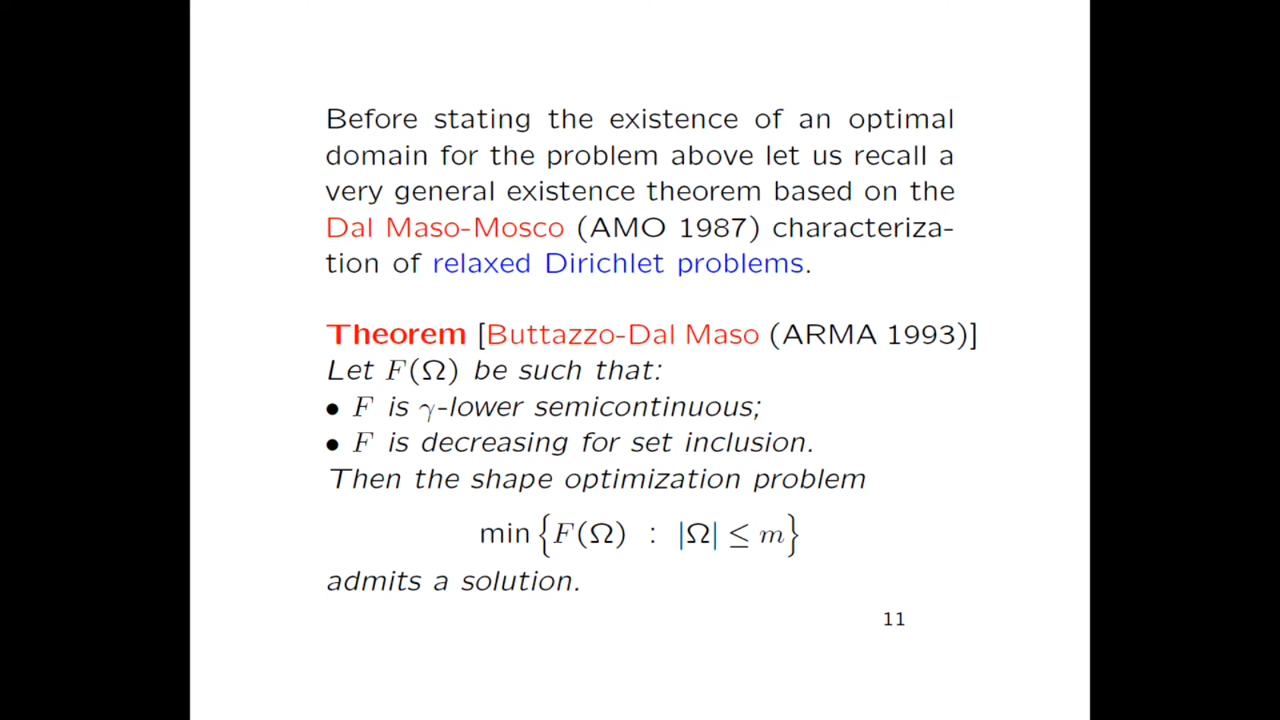 Before stating the existence of an optimal
domain for the problem above let us recall a
very general existence theorem based on the
Dal Maso-Mosco (AMO 1987) characteriza-
tion of relaxed Dirichlet problems.
Theorem [Buttazzo-Dal Maso (ARMA 1993)]
Let F(Ω) be such that:
• F is γ-lower semicontinuous;
• F is decreasing for set inclusion.
Then the shape optimization problem
min{F(Ω) : |Ω| ≤ m}
admits a solution.
11